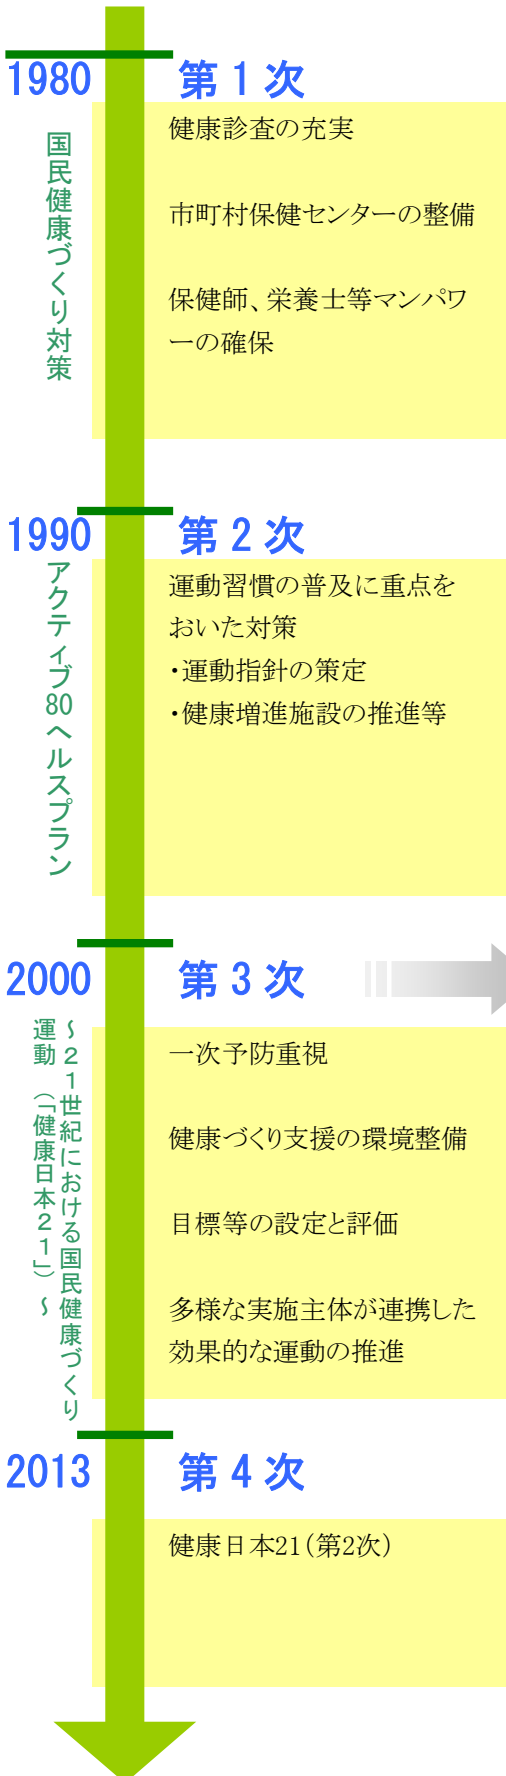 1980 第１次
国民健康づくり対策
健康診査の充実
市町村保健センターの整備
保健師、栄養士等マンパワ
ーの確保
1990 第２次
アクティブ80ヘルスプラン
運動習慣の普及に重点を
おいた対策
・運動指針の策定
・健康増進施設の推進等
2000 第３次
～２１世紀における国民健康づくり
運動（「健康日本２１」）～
一次予防重視
健康づくり支援の環境整備
目標等の設定と評価
多様な実施主体が連携した
効果的な運動の推進
2013 第４次
健康日本21（第2次）